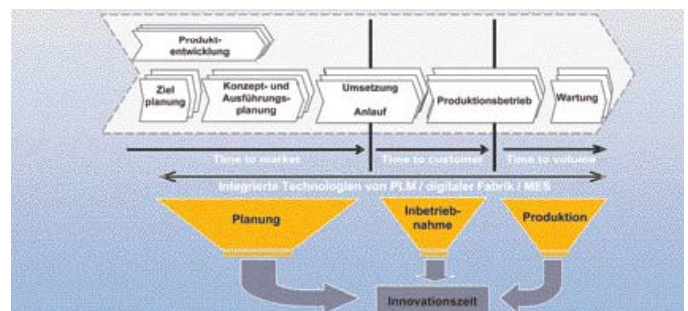 Produkt-
entwicklung
Ziel
planung
Konzept- und
Ausführungs-
planung
Umsetzung
Anlauf
Produktionsbetrieb
Wartung
Time to market
Time to customer
Time to volume
Integrierte Technologien von PLM / digitaler Fabrik / MES
Planung
Inbetrieb-
nahme
Produktion
Innovationszeit